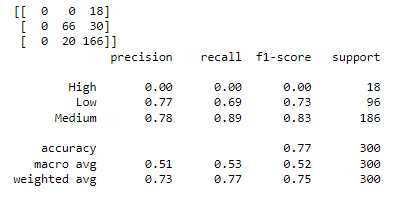 [[  0   0  18]
 [  0  66  30]
 [  0  20 166]]
              precision    recall  f1-score   support
        High       0.00      0.00      0.00        18
         Low       0.77      0.69      0.73        96
      Medium       0.78      0.89      0.83       186
    accuracy                           0.77       300
   macro avg       0.51      0.53      0.52       300
weighted avg       0.73      0.77      0.75       300